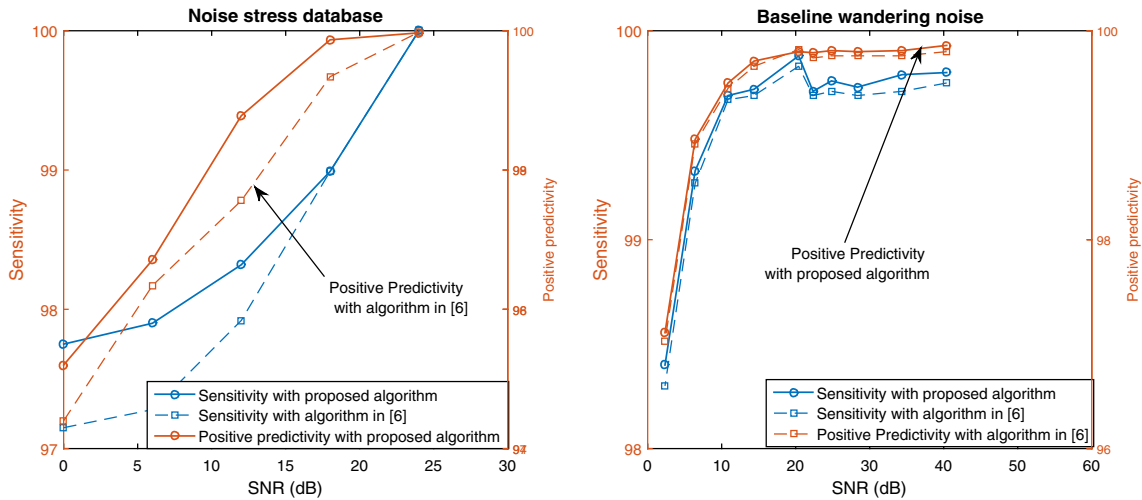 Noise stress database
100
99
98
97
Sensitivity
100
98
96
94
Positive predictivity
0
5
10
15
20
25
30
SNR (dB)
Positive Predictivity
with algorithm in [6]
Sensitivity with proposed algorithm
Sensitivity with algorithm in [6]
Positive predictivity with proposed algorithm
Baseline wandering noise
100
99
98
Sensitivity
100
98
96
Positive predictivity
0
10
20
30
40
50
60
SNR (dB)
Positive Predictivity
with proposed algorithm
Sensitivity with proposed algorithm
Sensitivity with algorithm in [6]
Positive Predictivity with algorithm in [6]